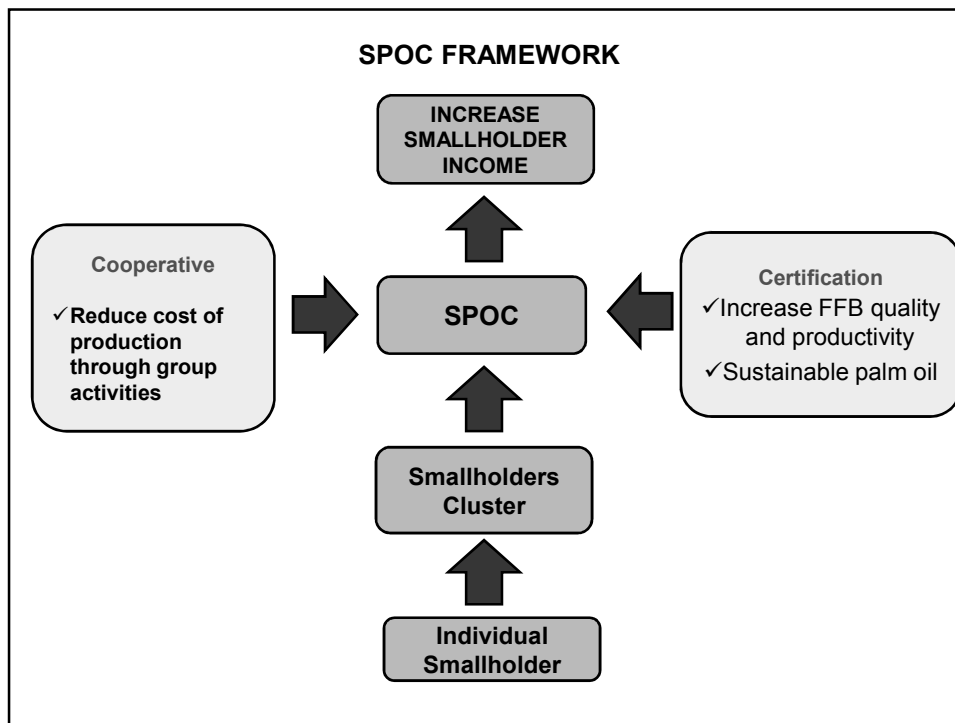 SPOC FRAMEWORK
INCREASE
SMALLHOLDER
INCOME
Cooperative
✓Reduce cost of
production
through group
activities
SPOC
Certification
✓Increase FFB quality
and productivity
✓Sustainable palm oil
Smallholders
Cluster
Individual
Smallholder